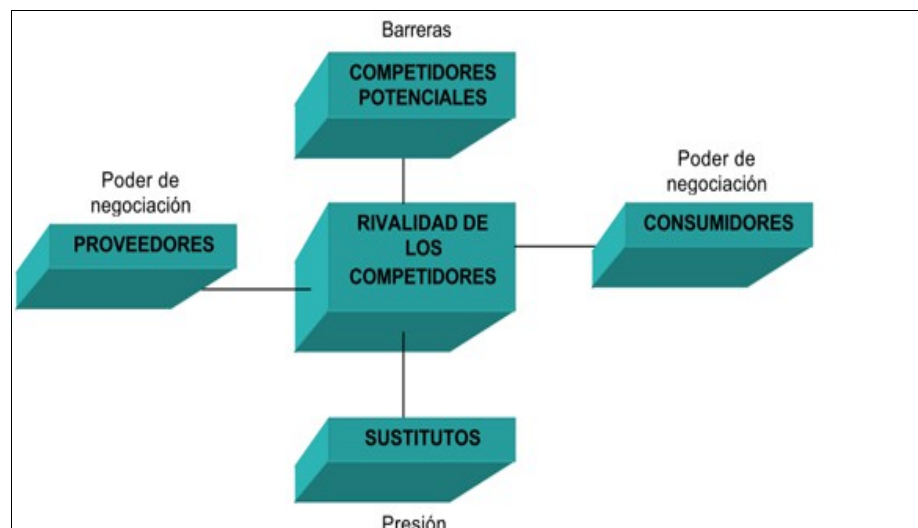 Barreras
COMPETIDORES
POTENCIALES
Poder de
negociación
PROVEEDORES
RIVALIDAD DE
LOS
COMPETIDORES
Poder de
negociación
CONSUMIDORES
SUSTITUTOS
Presión